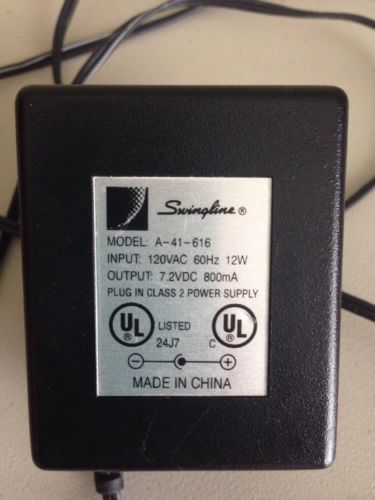 Swingline ®
MODEL: A-41-616
INPUT: 120VAC 60Hz 12W
OUTPUT: 7.2VDC 800mA
PLUG IN CLASS 2 POWER SUPPLY
UL LISTED C UL
24J7
MADE IN CHINA